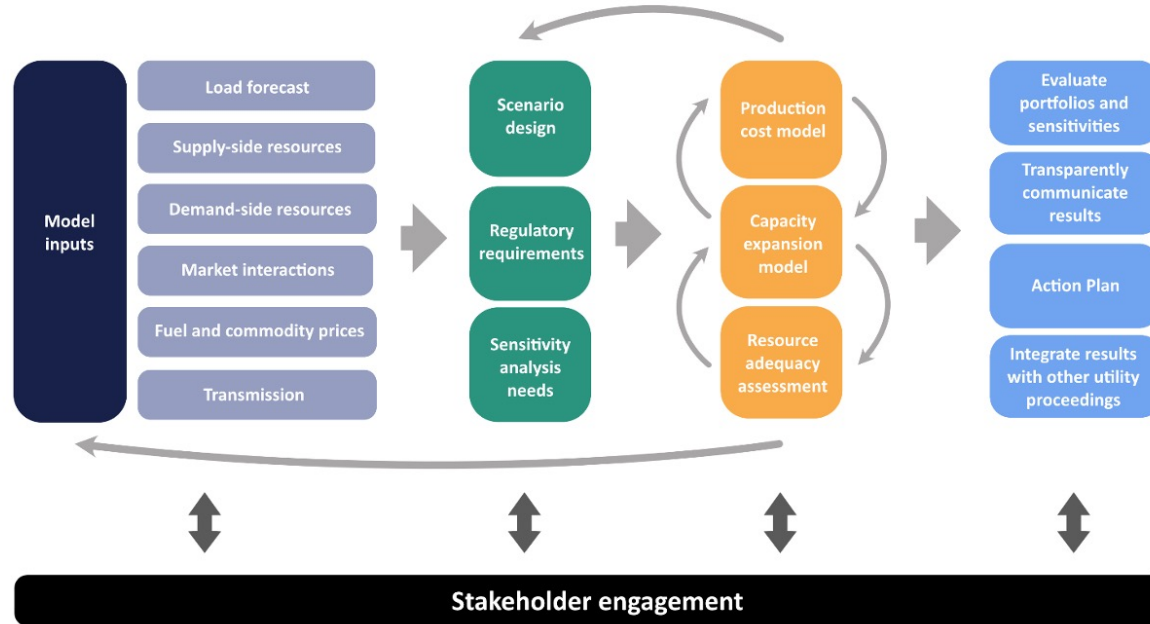 Model
inputs
Load forecast
Supply-side resources
Demand-side resources
Market interactions
Fuel and commodity prices
Transmission
Scenario
design
Regulatory
requirements
Sensitivity
analysis
needs
Production
cost model
Capacity
expansion
model
Resource
adequacy
assessment
Evaluate
portfolios and
sensitivities
Transparently
communicate
results
Action Plan
Integrate results
with other utility
proceedings
Stakeholder engagement